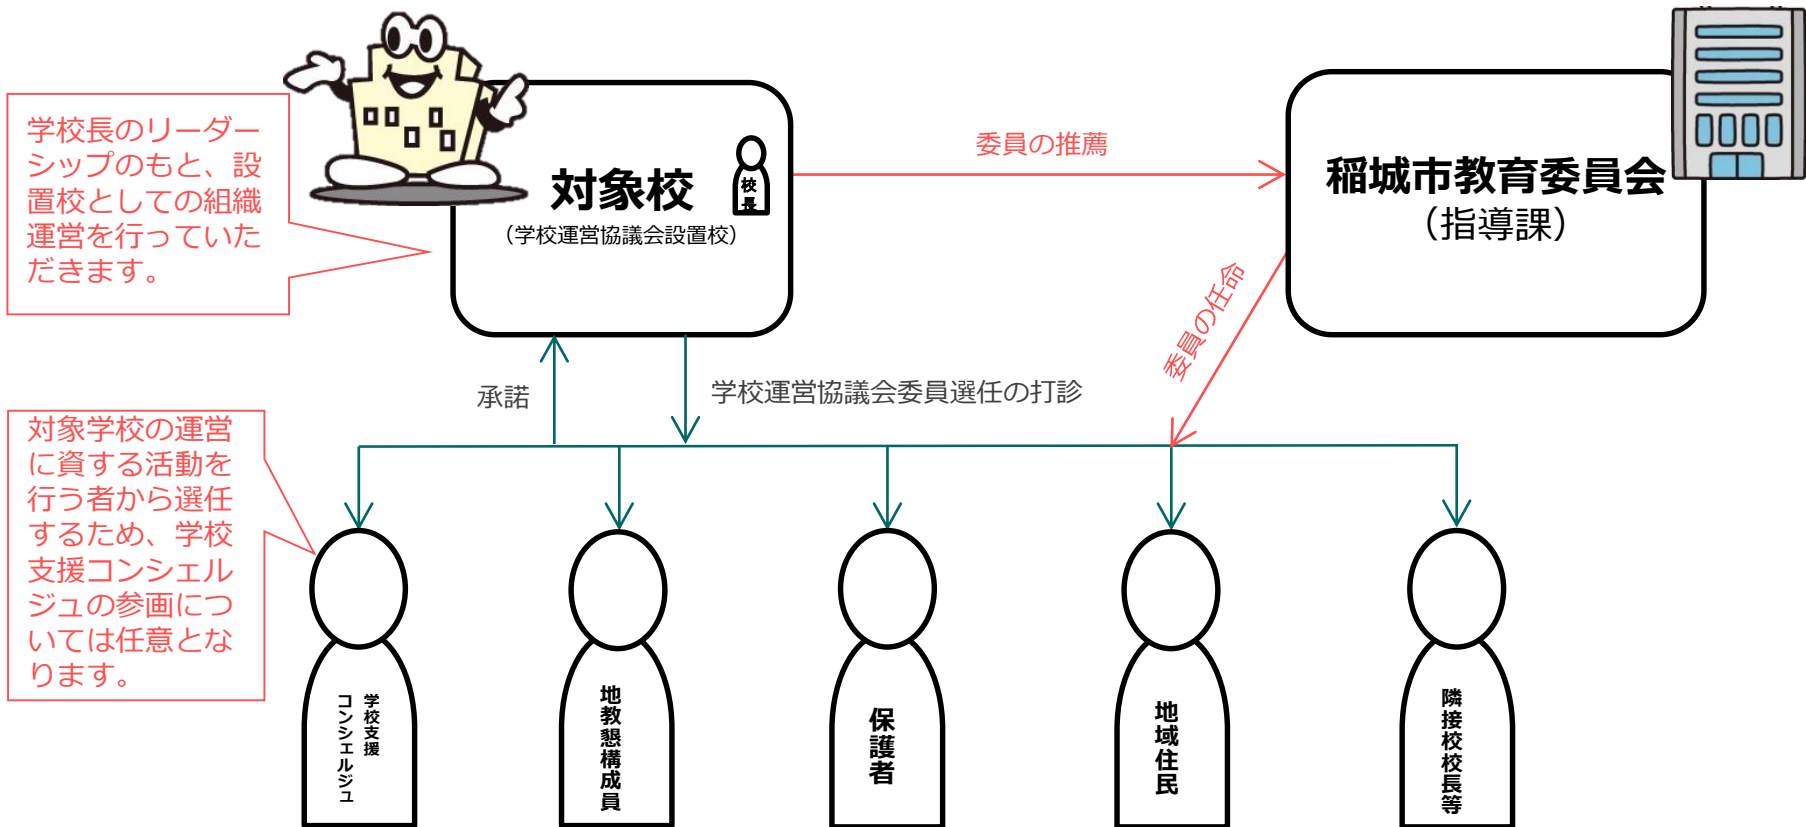 学校長のリーダー
シップのもと、設
置校としての組織
運営を行っていた
だきます。
対象校
（学校運営協議会設置校）
校長
委員の推薦
稲城市教育委員会
（指導課）
委員の任命
承諾
学校運営協議会委員選任の打診
対象学校の運営
に資する活動を
行う者から選任
するため、学校
支援コンシェル
ジュの参画につ
いては任意とな
ります。
学校支援
コンシェルジュ
地教懇構成員
保護者
地域住民
隣接校校長等